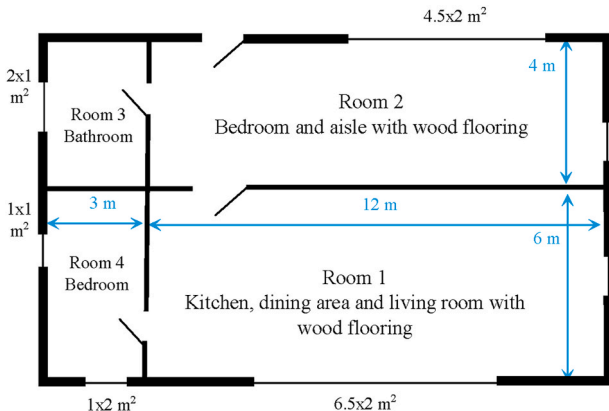 4.5x2 m²
2x1
m²
4 m
Room 3
Bathroom
Room 2
Bedroom and aisle with wood flooring
1x1
m²
3 m
12 m
6 m
Room 4
Bedroom
Room 1
Kitchen, dining area and living room with
wood flooring
1x2 m²
6.5x2 m²